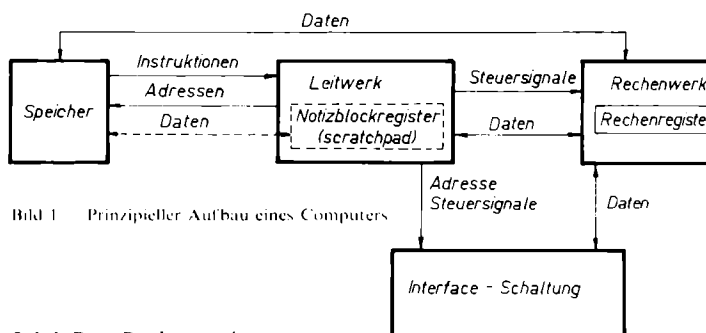 Daten
Instruktionen
Leitwerk
Steuersignale
Rechenwerk
Adressen
Speicher
Notizblockregister
(scratchpad)
Daten
Daten
Rechenregiste
Adresse
Steuersignale
Daten
Bild 1 Prinzipieller Aufbau eines Computers
Interface - Schaltung